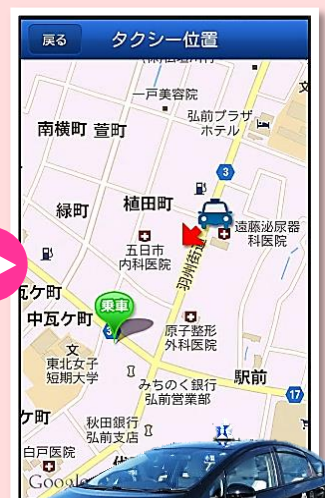 戻る
タクシー位置
一戸美容院
弘前プラザ
ホテル
文
南横町
萱町
3
緑町
植田町
遠藤泌尿器
科医院
五日市
内科医院
羽州街道
瓦ケ町
中瓦ケ町
乗車
3
原子整形
外科医院
文
東北女子
短期大学
駅前
みちのく銀行
弘前営業部
17
ケ町
秋田銀行
弘前支店
白戸医院
Google